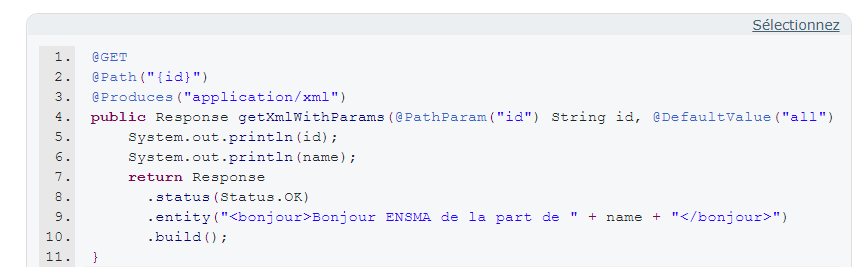 Sélectionnez
1. @GET
2. @Path("{id}")
3. @Produces("application/xml")
4. public Response getXmlWithParams(@PathParam("id") String id, @DefaultValue("all")
5. System.out.println(id);
6. System.out.println(name);
7. return Response
8. .status(Status.OK)
9. .entity("<bonjour>Bonjour ENSMA de la part de " + name + "</bonjour>")
10. .build();
11. }